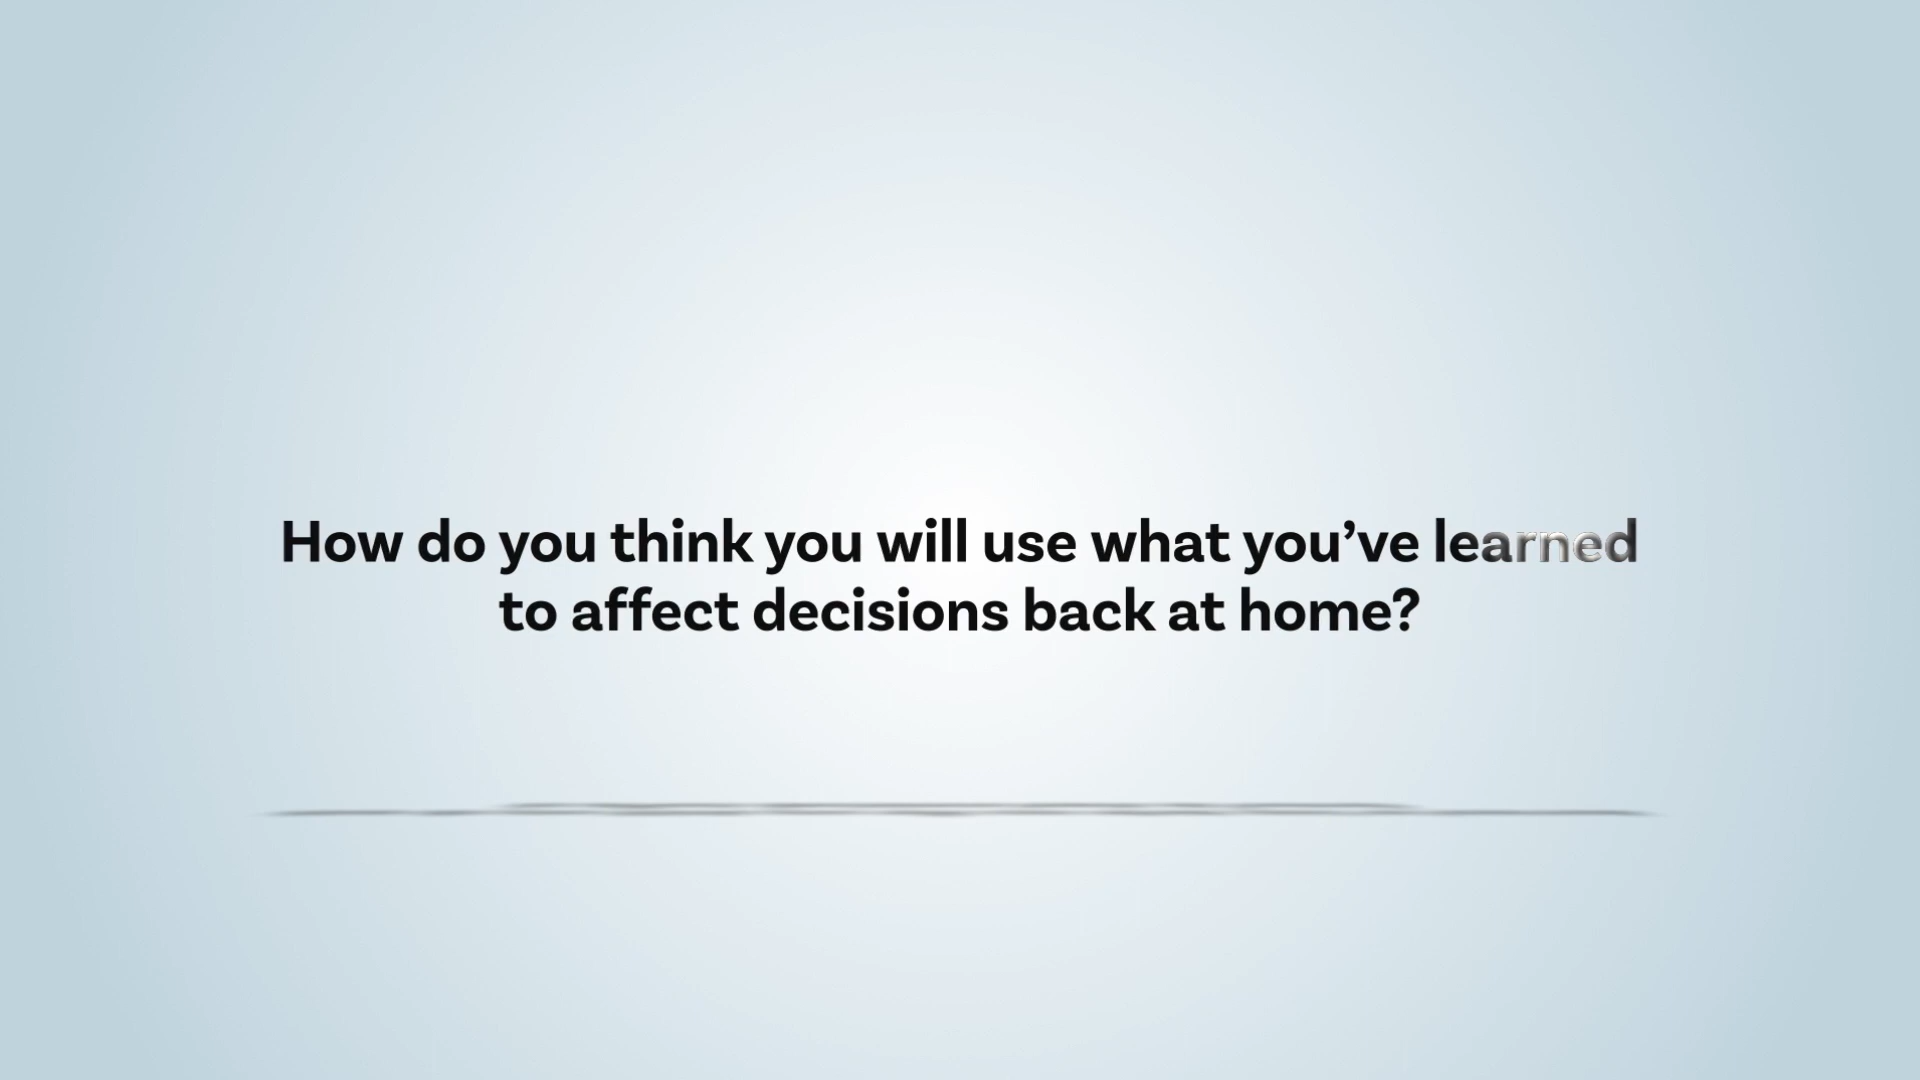 How do you think you will use what you’ve learned
to affect decisions back at home?